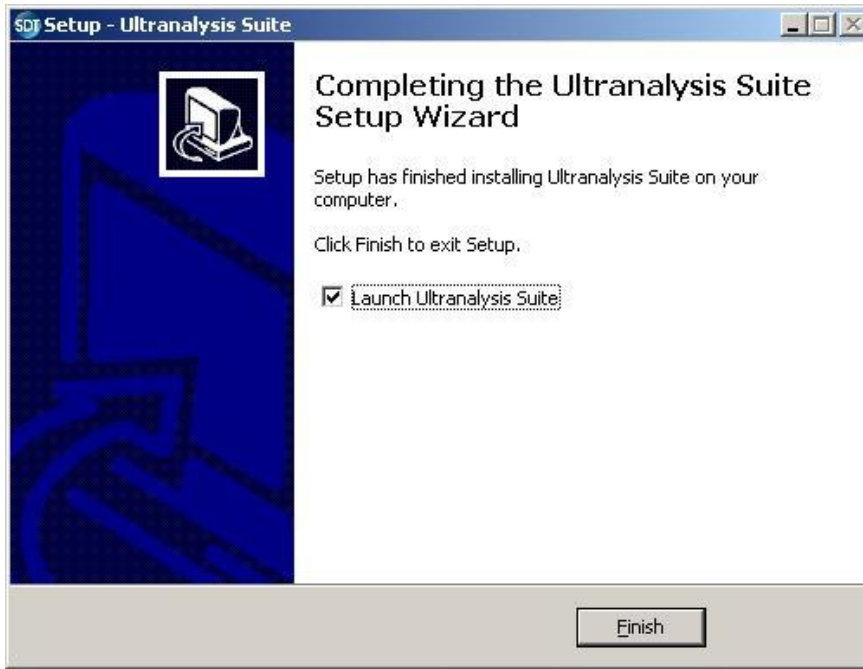 SDT Setup - Ultranalysis Suite
Completing the Ultranalysis Suite
Setup Wizard
Setup has finished installing Ultranalysis Suite on your
computer.
Click Finish to exit Setup.
Launch Ultranalysis Suite
Finish